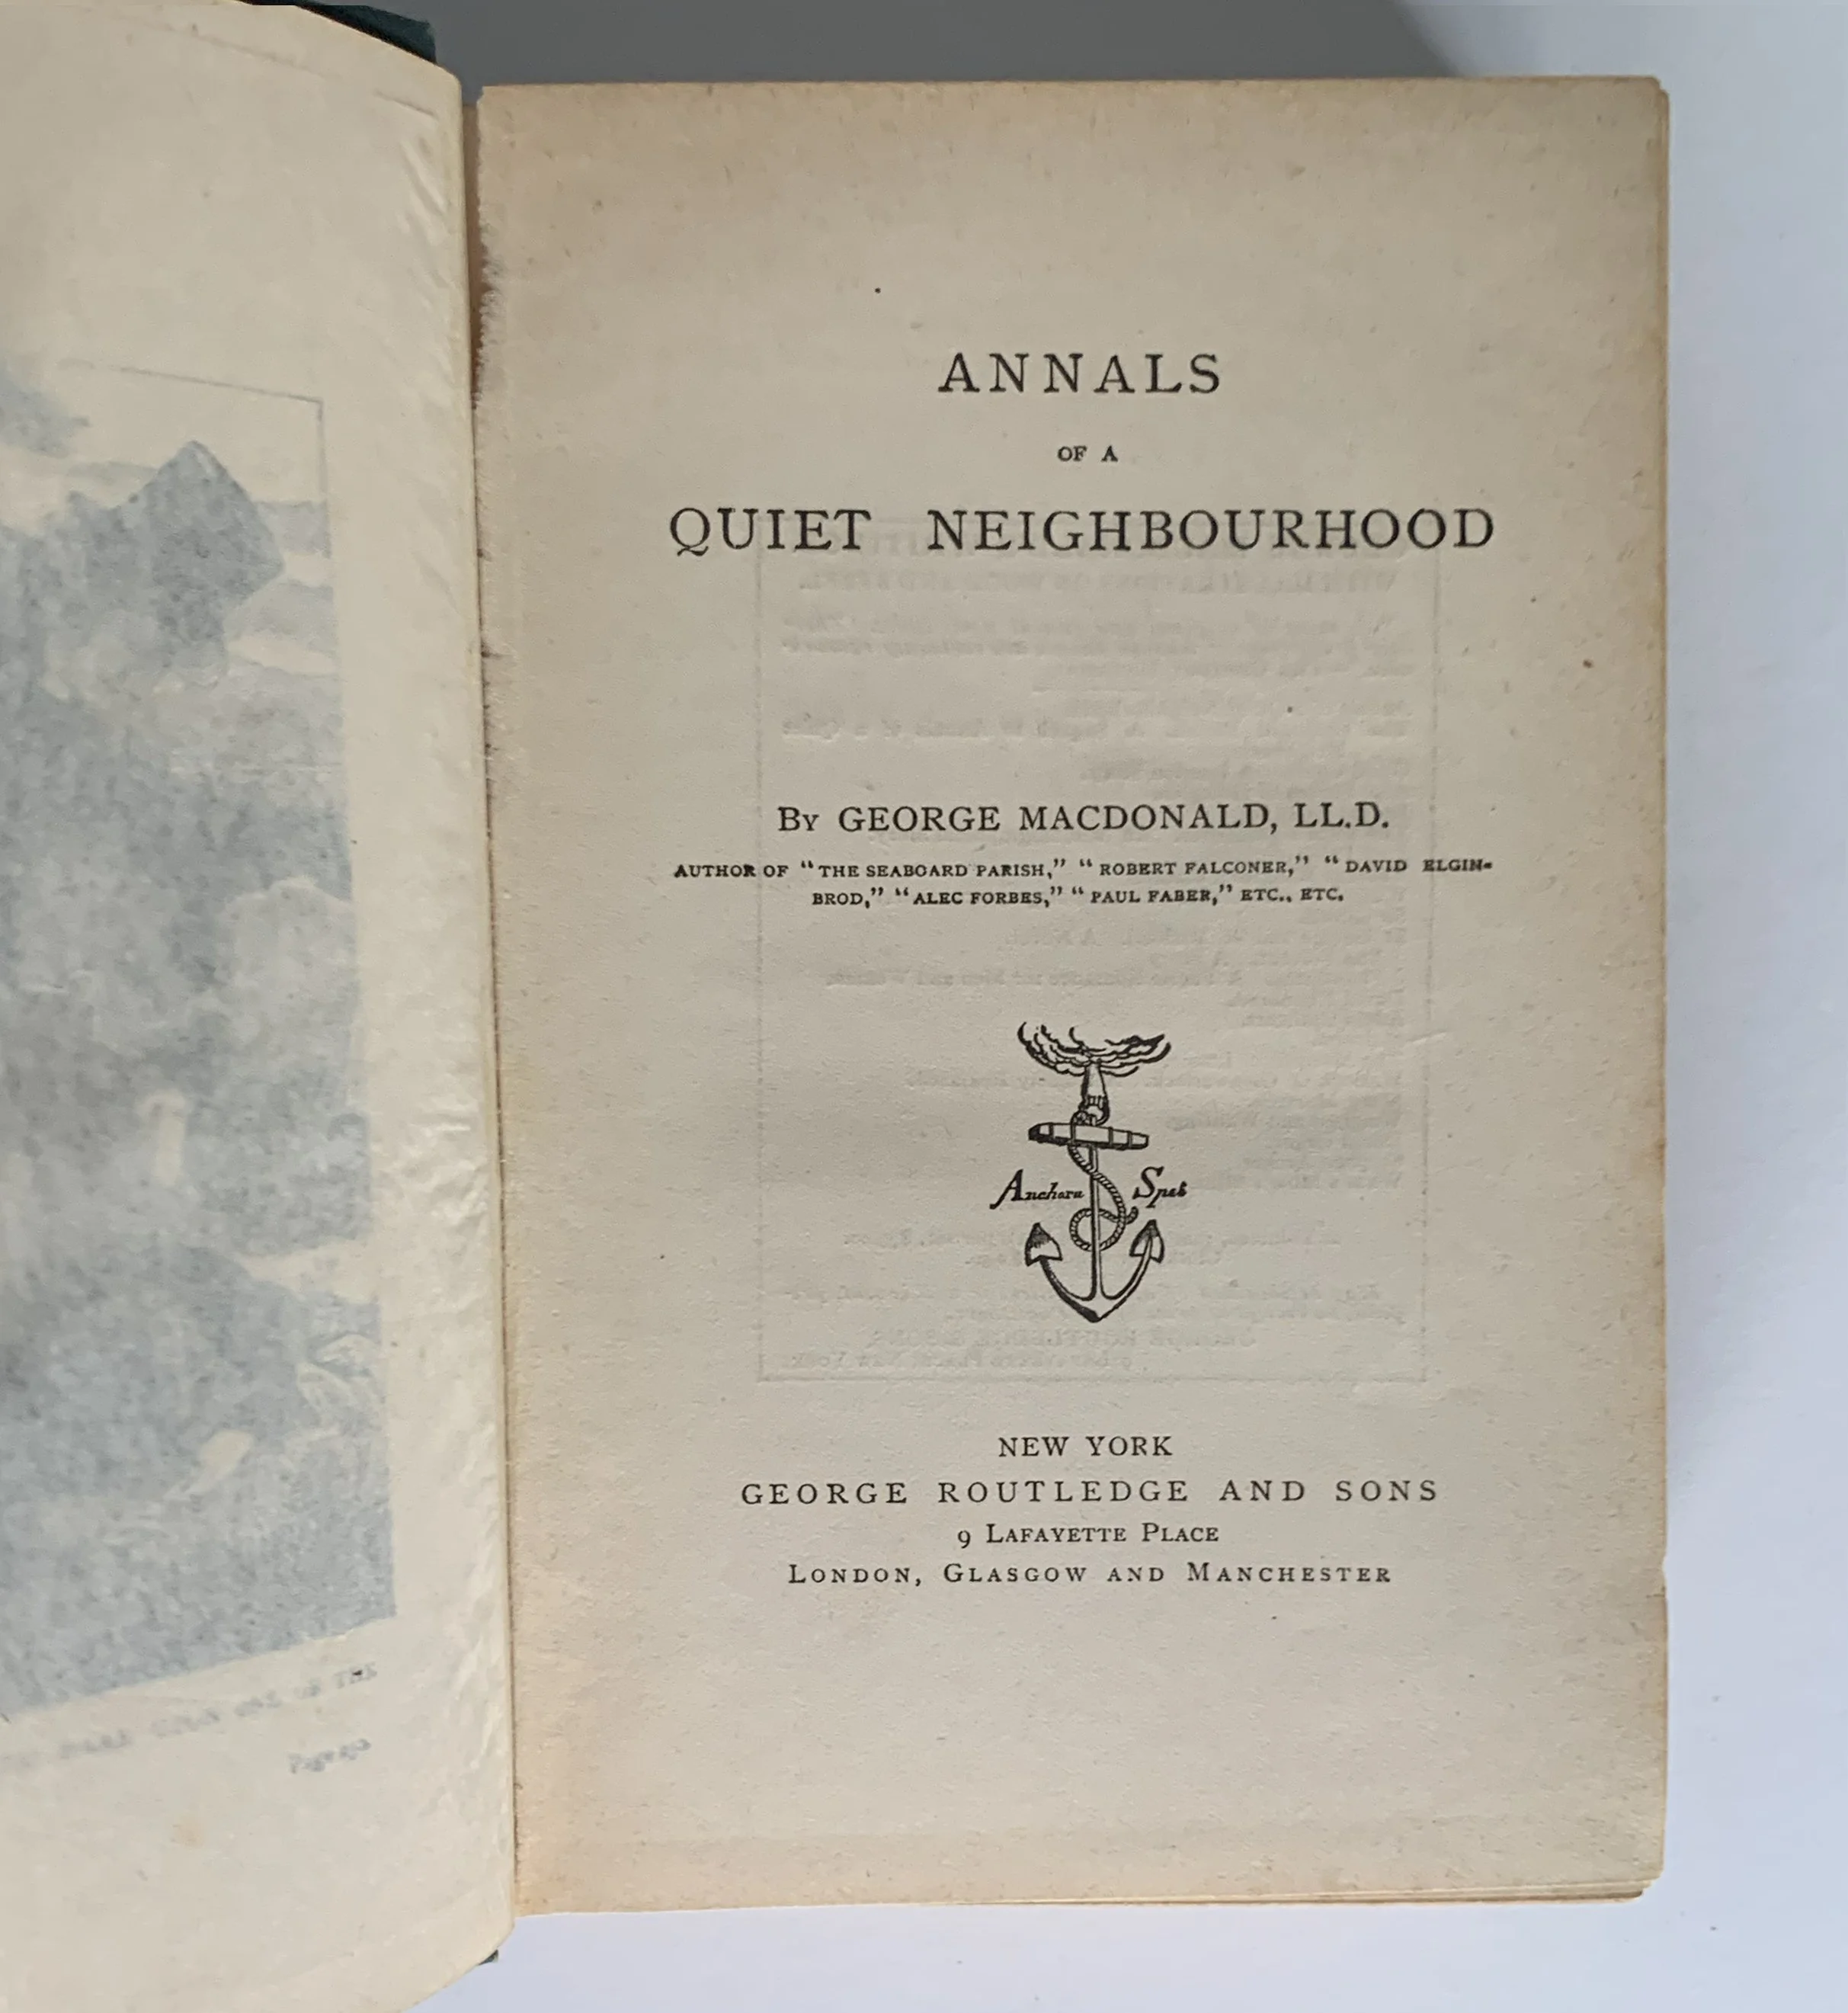 ANNALS
OF A
QUIET NEIGHBOURHOOD
By GEORGE MACDONALD, LL.D.
AUTHOR OF “THE SEABOARD PARISH,” “ROBERT FALCONER,” “DAVID ELGIN-
BROD,” “ALEC FORBES,” “PAUL FABER,” ETC., ETC.
Anchora Spei
NEW YORK
GEORGE ROUTLEDGE AND SONS
9 LAFAYETTE PLACE
LONDON, GLASGOW AND MANCHESTER